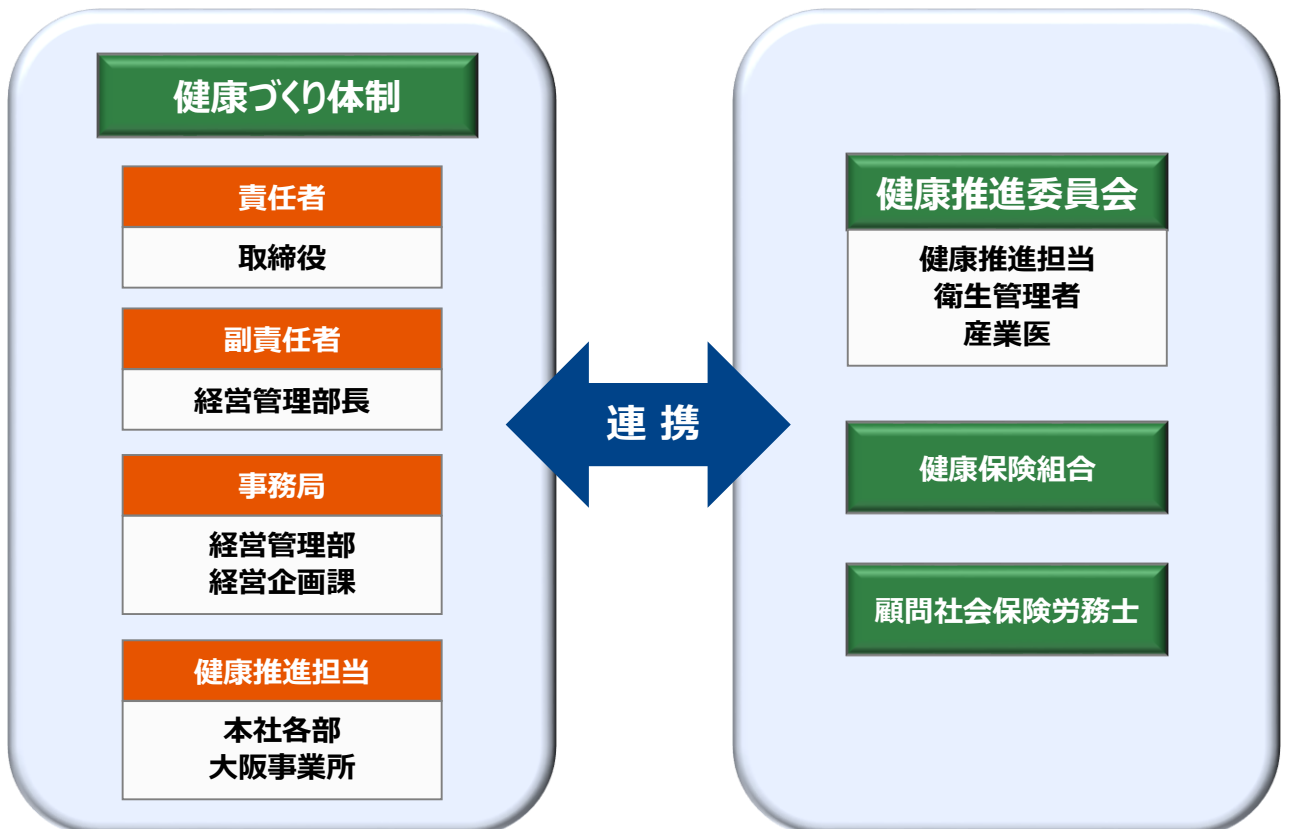 健康づくり体制
責任者
取締役
副責任者
経営管理部長
事務局
経営管理部
経営企画課
健康推進担当
本社各部
大阪事業所
連 携
健康推進委員会
健康推進担当
衛生管理者
産業医
健康保険組合
顧問社会保険労務士